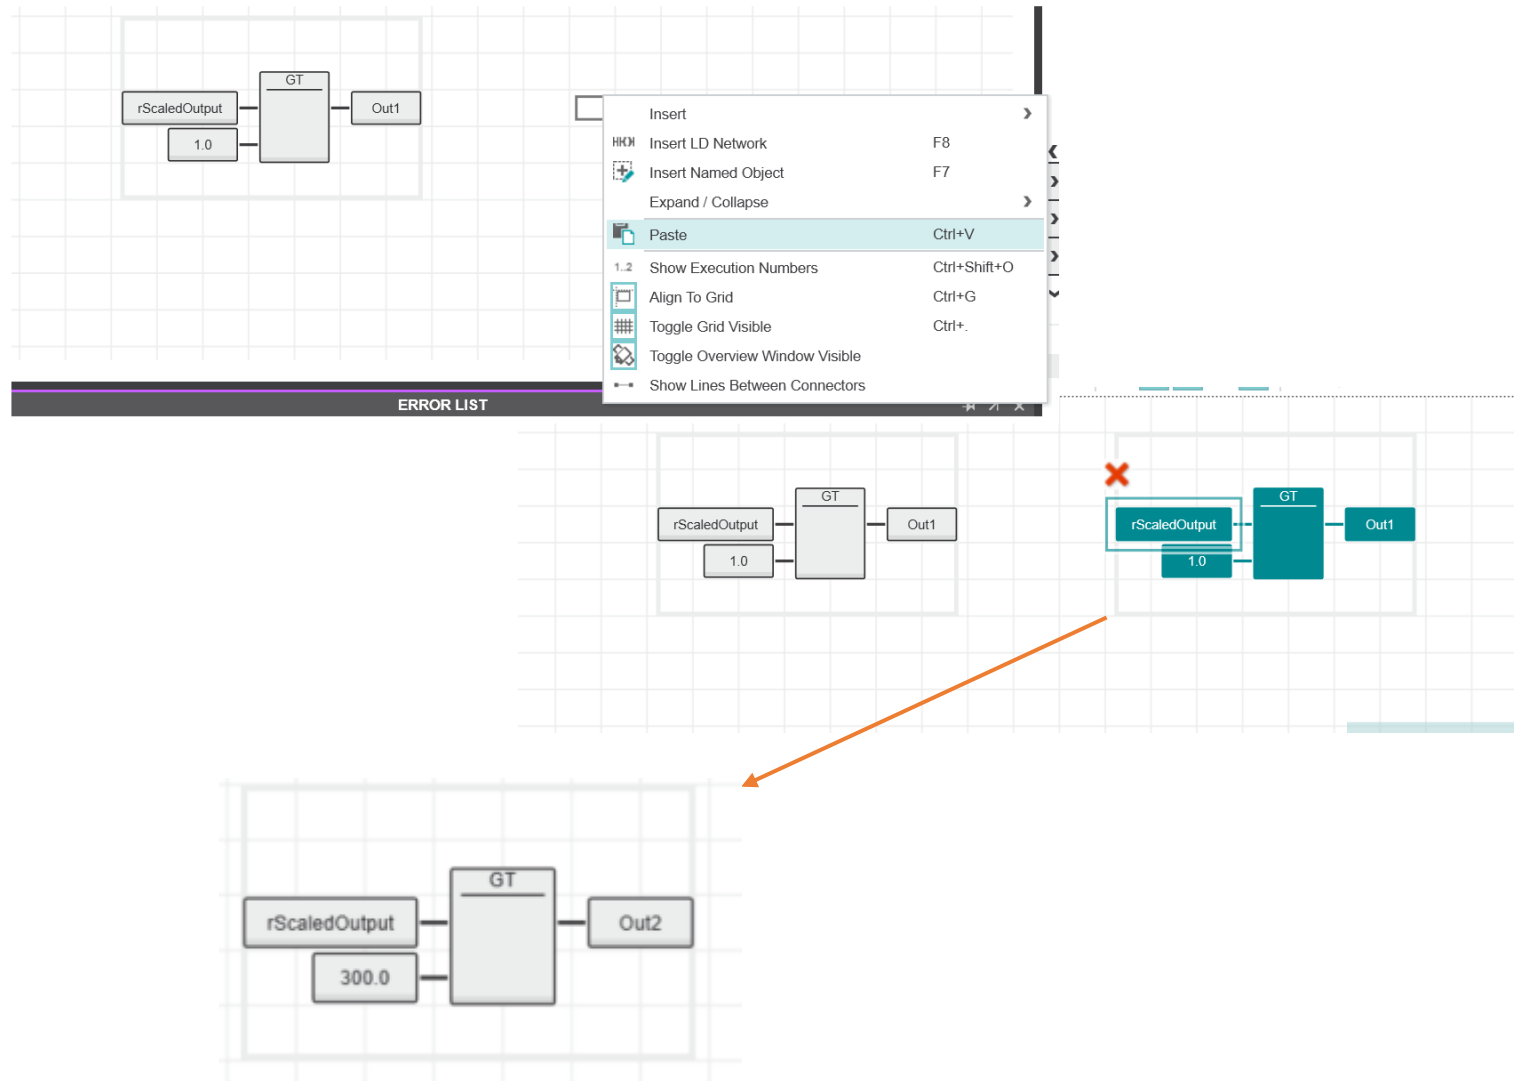 GT
rScaledOutput
Out1
1.0
Insert
Insert LD Network F8
Insert Named Object F7
Expand / Collapse
Paste Ctrl+V
1..2 Show Execution Numbers Ctrl+Shift+O
Align To Grid Ctrl+G
Toggle Grid Visible Ctrl+.
Toggle Overview Window Visible
Show Lines Between Connectors
ERROR LIST
GT
rScaledOutput
Out1
1.0
GT
rScaledOutput
Out1
1.0
GT
rScaledOutput
Out2
300.0